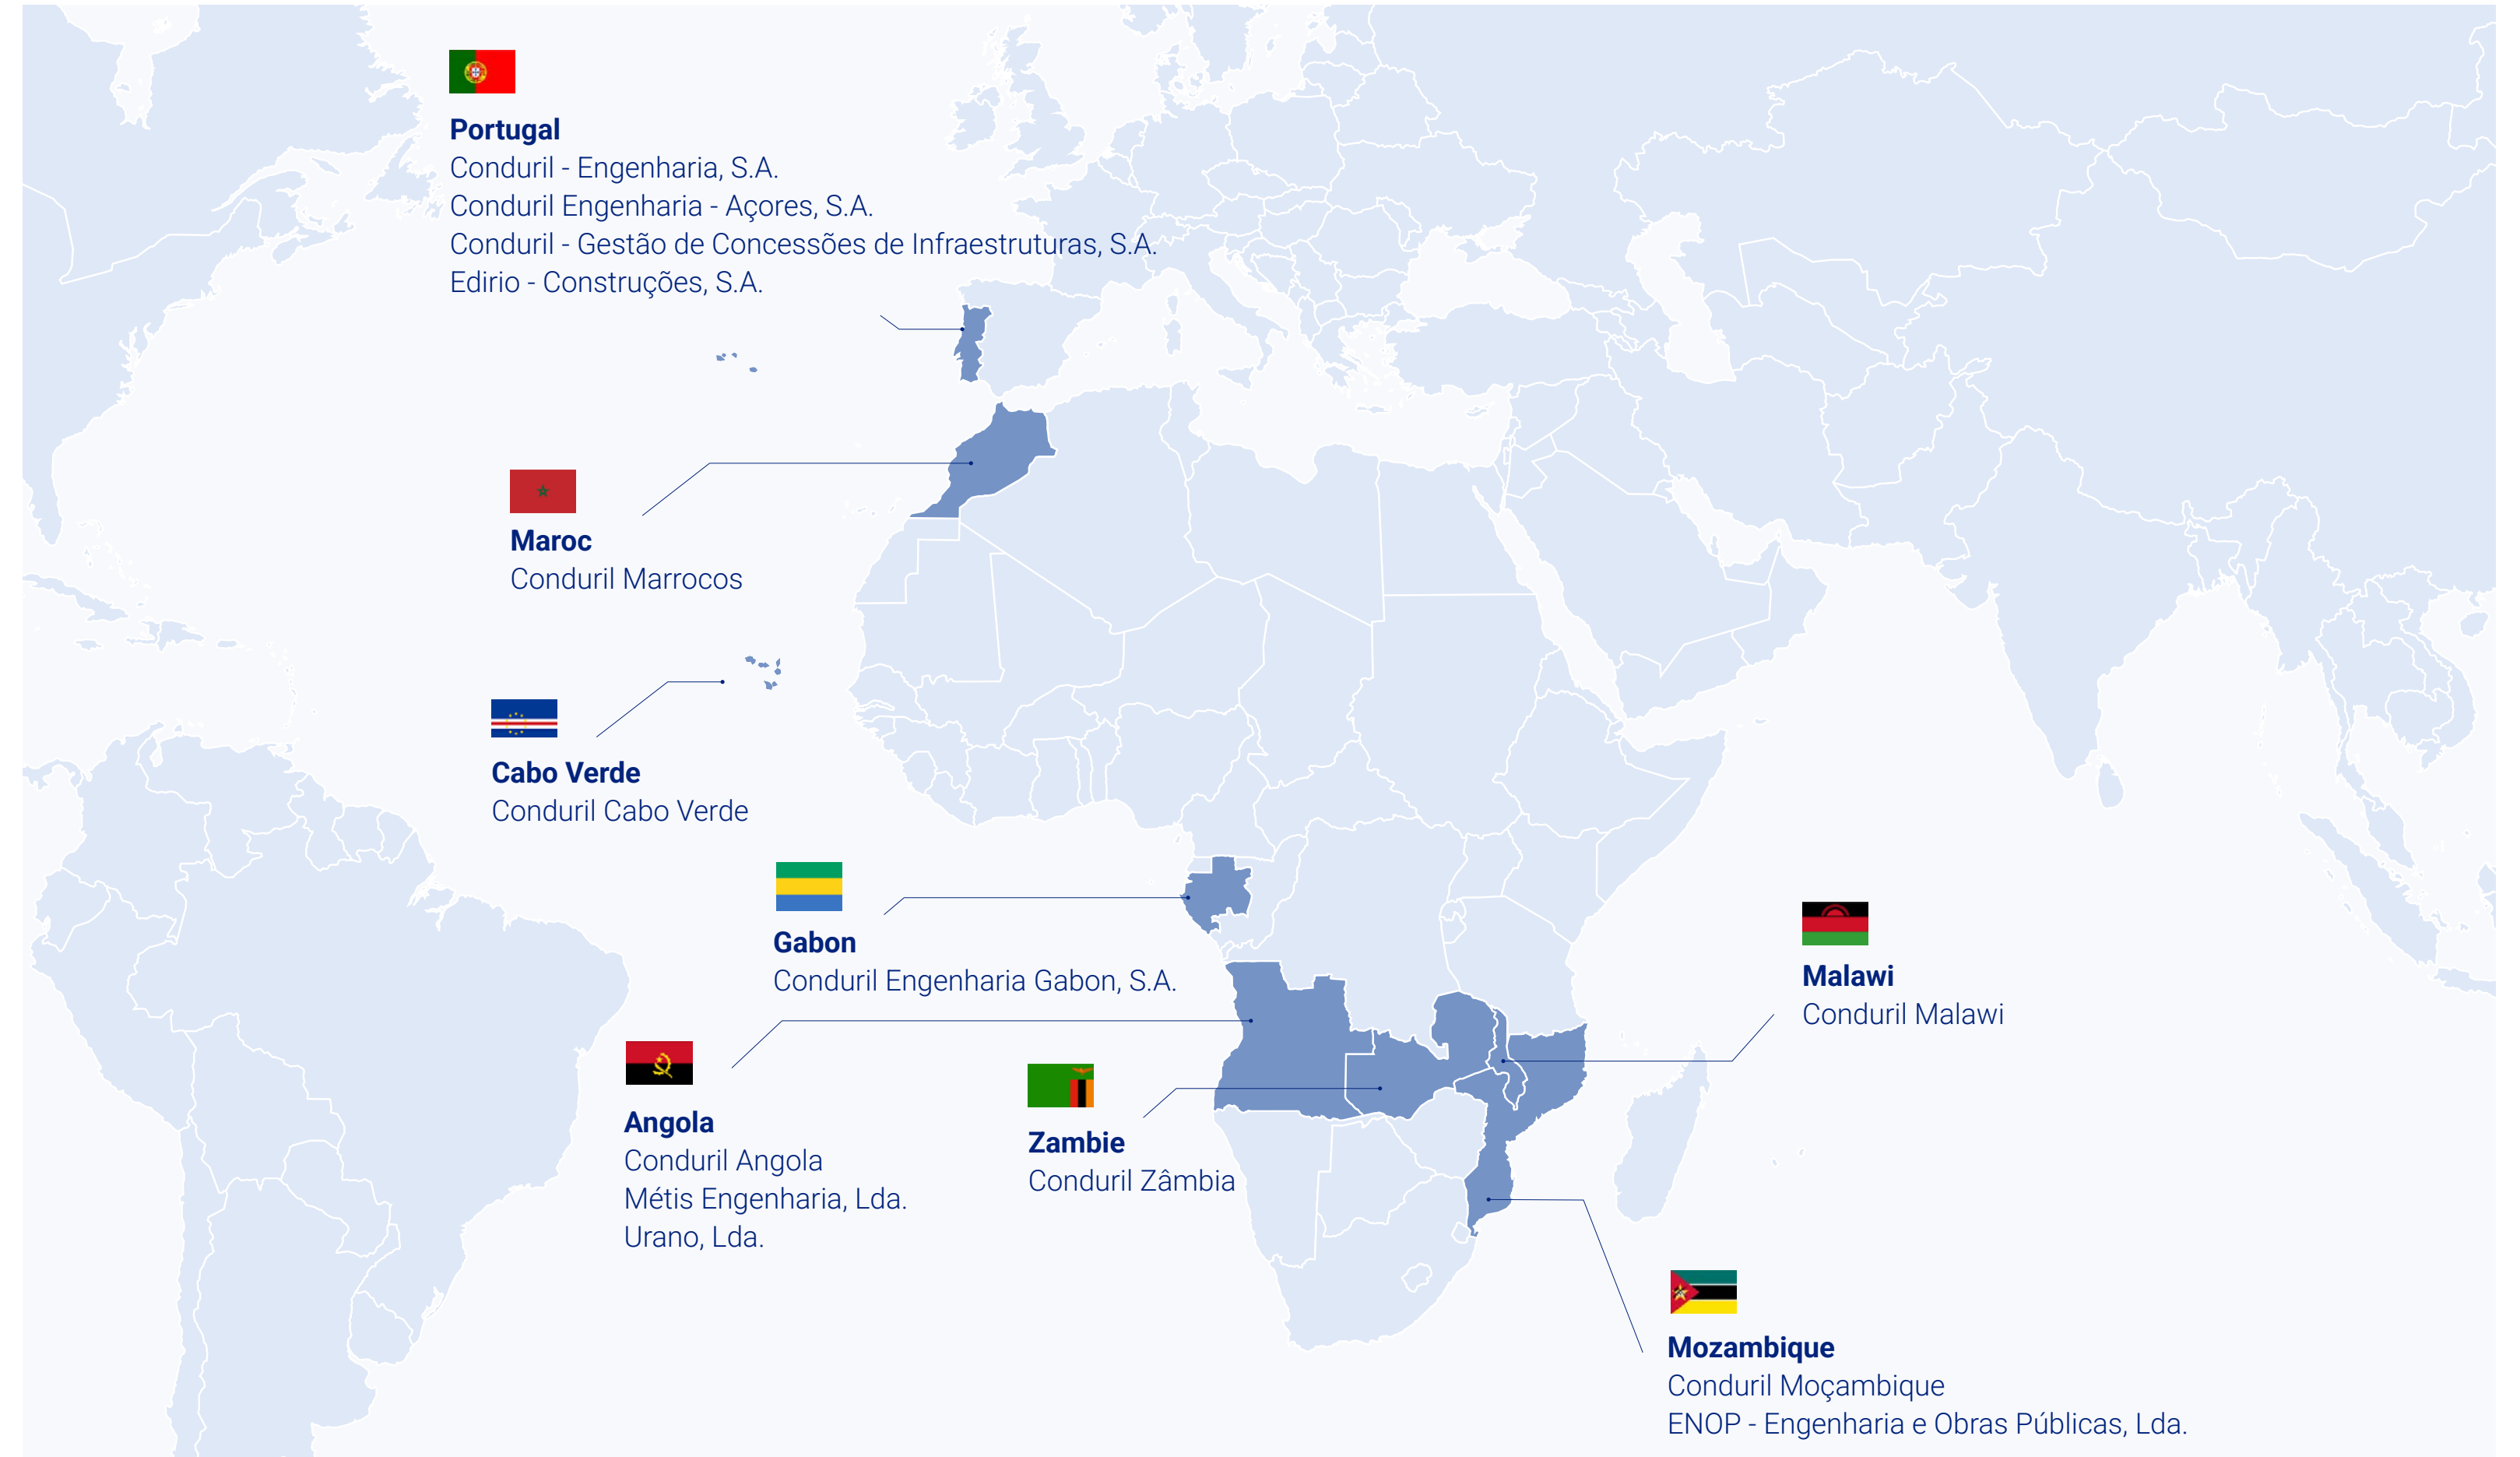 Portugal
Conduril - Engenharia, S.A.
Conduril Engenharia - Açores, S.A.
Conduril - Gestão de Concessões de Infraestruturas, S.A.
Edirio - Construções, S.A.
Maroc
Conduril Marrocos
Cabo Verde
Conduril Cabo Verde
Gabon
Conduril Engenharia Gabon, S.A.
Malawi
Conduril Malawi
Angola
Conduril Angola
Métis Engenharia, Lda.
Urano, Lda.
Zambie
Conduril Zâmbia
Mozambique
Conduril Moçambique
ENOP - Engenharia e Obras Públicas, Lda.